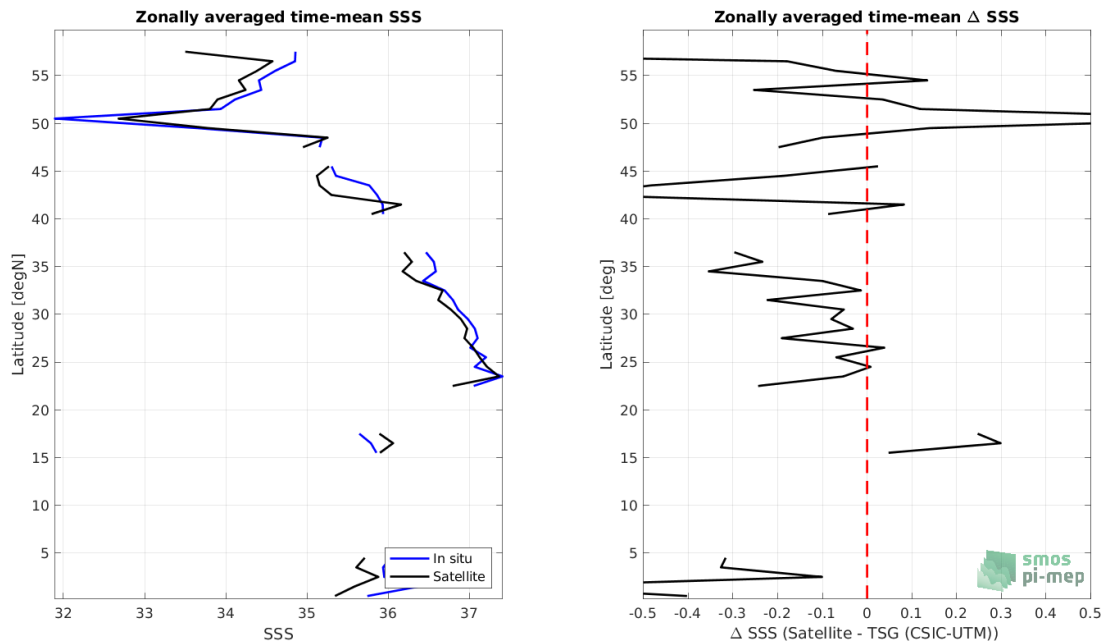 Zonally averaged time-mean SSS
55
50
45
40
35
30
25
20
15
10
5
Latitude [degN]
32 33 34 35 36 37
SSS
In situ
Satellite
Zonally averaged time-mean Δ SSS
55
50
45
40
35
30
25
20
15
10
5
Latitude [deg]
-0.5 -0.4 -0.3 -0.2 -0.1 0 0.1 0.2 0.3 0.4 0.5
Δ SSS (Satellite - TSG (CSIC-UTM))
smos
pi-mep